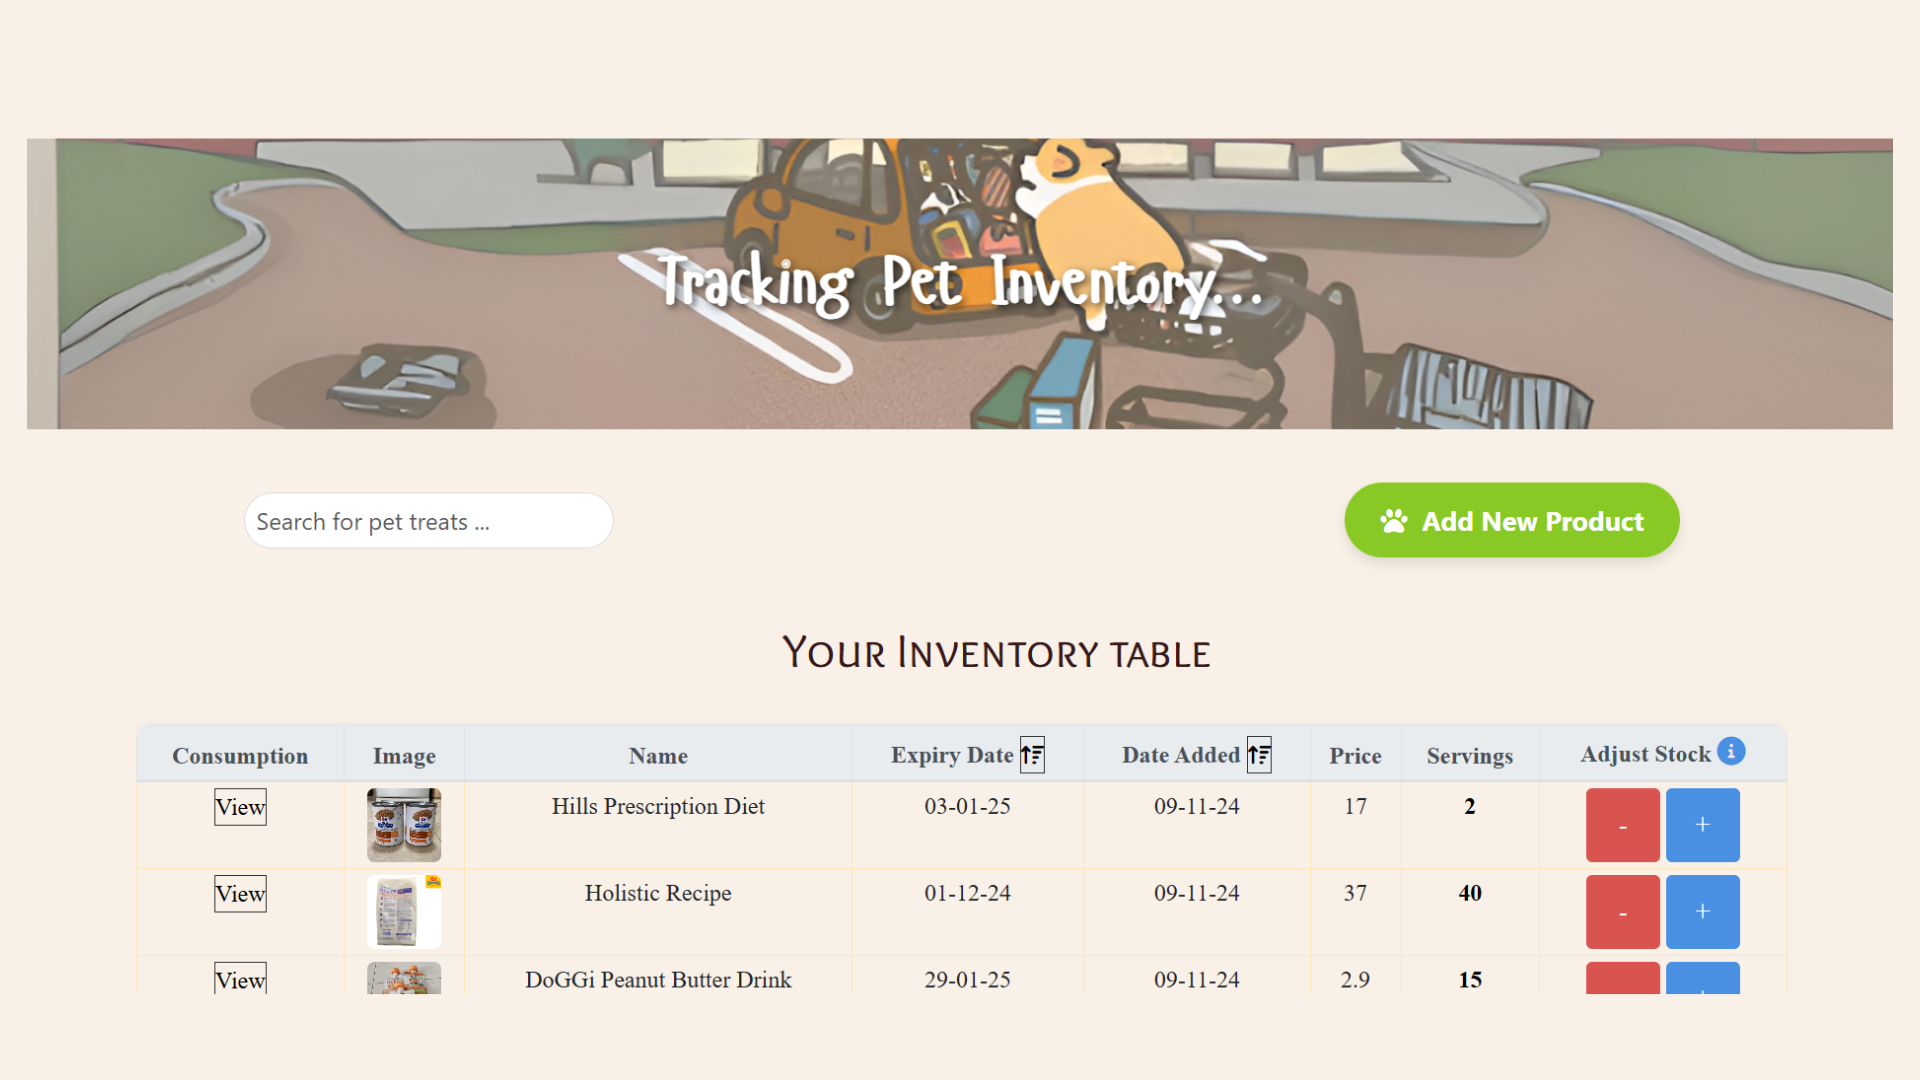 Tracking Pet Inventory...
Search for pet treats ...
Add New Product
Your Inventory table
Consumption Image Name Expiry Date Date Added Price Servings Adjust Stock
View Hills Prescription Diet 03-01-25 09-11-24 17 2 - +
View Holistic Recipe 01-12-24 09-11-24 37 40 - +
View DoGGi Peanut Butter Drink 29-01-25 09-11-24 2.9 15